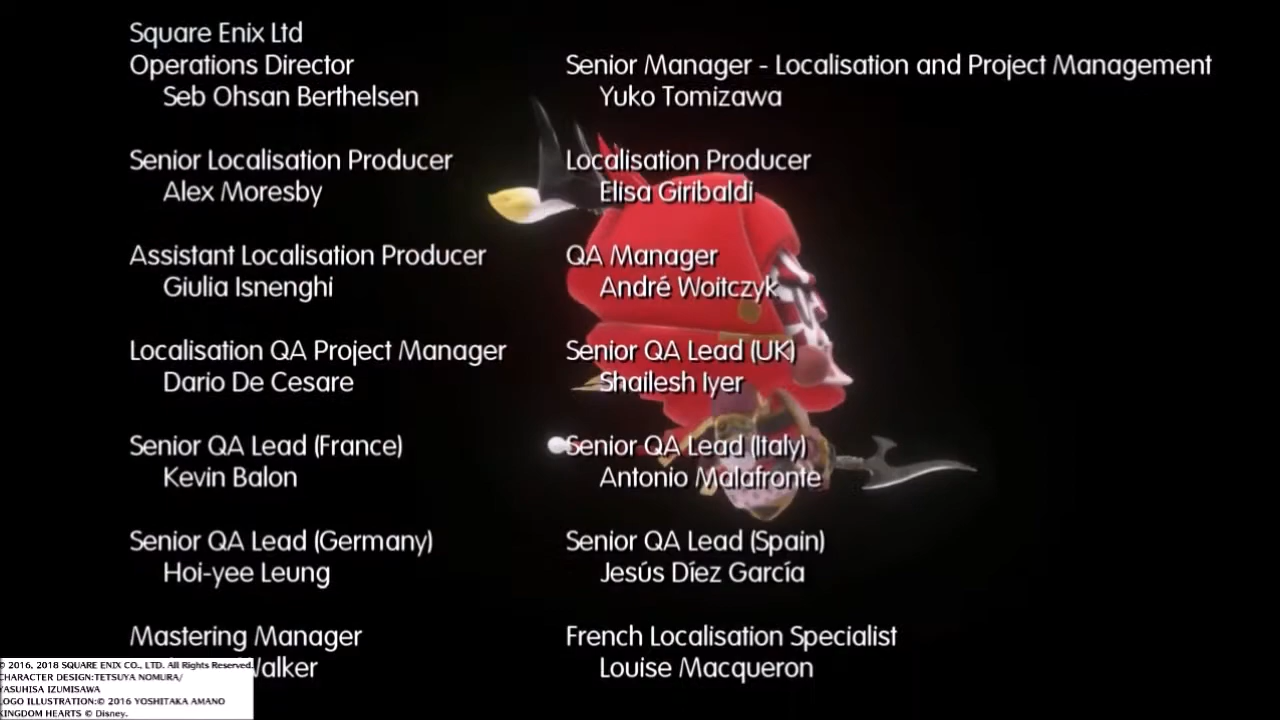 Square Enix Ltd
Operations Director
Seb Ohsan Berthelsen
Senior Manager - Localisation and Project Management
Yuko Tomizawa
Senior Localisation Producer
Alex Moresby
Localisation Producer
Elisa Giribaldi
Assistant Localisation Producer
Giulia Isnenghi
QA Manager
André Woitczyk
Localisation QA Project Manager
Dario De Cesare
Senior QA Lead (UK)
Shailesh Iyer
Senior QA Lead (France)
Kevin Balon
Senior QA Lead (Italy)
Antonio Malafronte
Senior QA Lead (Germany)
Hoi-yee Leung
Senior QA Lead (Spain)
Jesús Díez García
Mastering Manager
Walker
French Localisation Specialist
Louise Macqueron
© 2016, 2018 SQUARE ENIX CO., LTD. All Rights Reserved.
CHARACTER DESIGN:TETSUYA NOMURA/
YASUHISA IZUMISAWA
LOGO ILLUSTRATION:© 2016 YOSHITAKA AMANO
KINGDOM HEARTS © Disney.